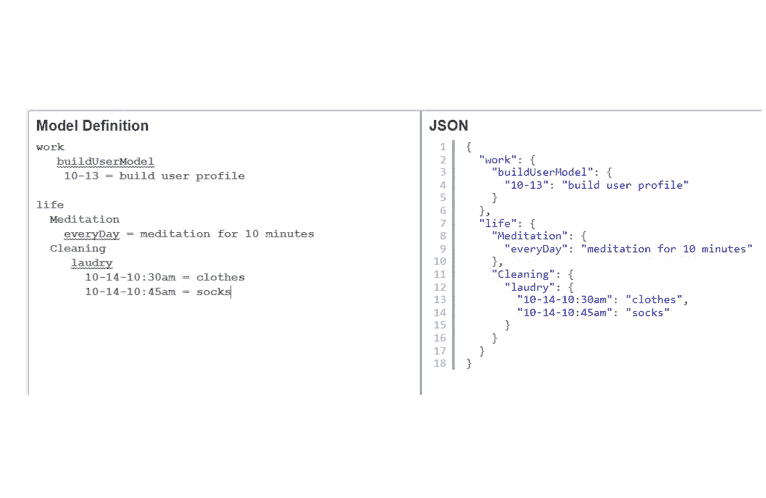 Model Definition
work
buildUserModel
10-13 = build user profile
life
Meditation
everyDay = meditation for 10 minutes
Cleaning
laudry
10-14-10:30am = clothes
10-14-10:45am = socks
JSON
1 {
2 "work": {
3 "buildUserModel": {
4 "10-13": "build user profile"
5 }
6 },
7 "life": {
8 "Meditation": {
9 "everyDay": "meditation for 10 minutes"
10 },
11 "Cleaning": {
12 "laudry": {
13 "10-14-10:30am": "clothes",
14 "10-14-10:45am": "socks"
15 }
16 }
17 }
18 }